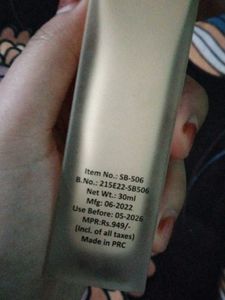 Item No.: SB-506
B.No.: 215E22-SB506
Net Wt.: 30ml
Mfg: 06-2022
Use Before: 05-2026
MPR:Rs.949/-
(Incl. of all taxes)
Made in PRC